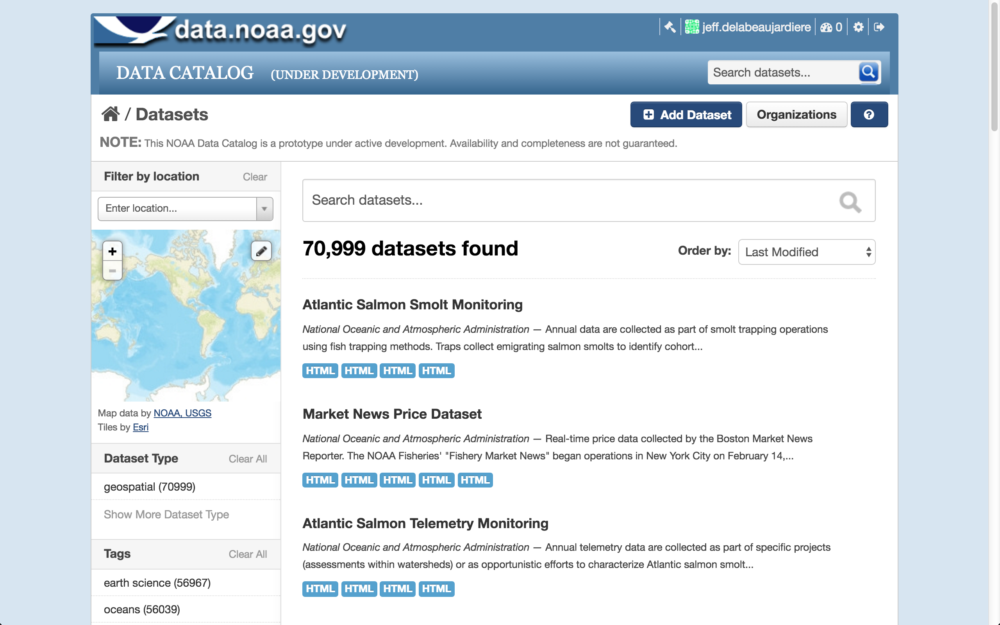 data.noaa.gov
jeff.delabeaujardiere
0
DATA CATALOG (UNDER DEVELOPMENT)
Search datasets...
/ Datasets
Add Dataset
Organizations
?
NOTE: This NOAA Data Catalog is a prototype under active development. Availability and completeness are not guaranteed.
Filter by location
Clear
Enter location...
+
-
Map data by NOAA, USGS
Tiles by Esri
Dataset Type
Clear All
geospatial (70999)
Show More Dataset Type
Tags
Clear All
earth science (56967)
oceans (56039)
Search datasets...
70,999 datasets found
Order by:
Last Modified
Atlantic Salmon Smolt Monitoring
National Oceanic and Atmospheric Administration — Annual data are collected as part of smolt trapping operations
using fish trapping methods. Traps collect emigrating salmon smolts to identify cohort...
HTML HTML HTML HTML
Market News Price Dataset
National Oceanic and Atmospheric Administration — Real-time price data collected by the Boston Market News
Reporter. The NOAA Fisheries' "Fishery Market News" began operations in New York City on February 14,...
HTML HTML HTML HTML HTML
Atlantic Salmon Telemetry Monitoring
National Oceanic and Atmospheric Administration — Annual telemetry data are collected as part of specific projects
(assessments within watersheds) or as opportunistic efforts to characterize Atlantic salmon smolt...
HTML HTML HTML HTML